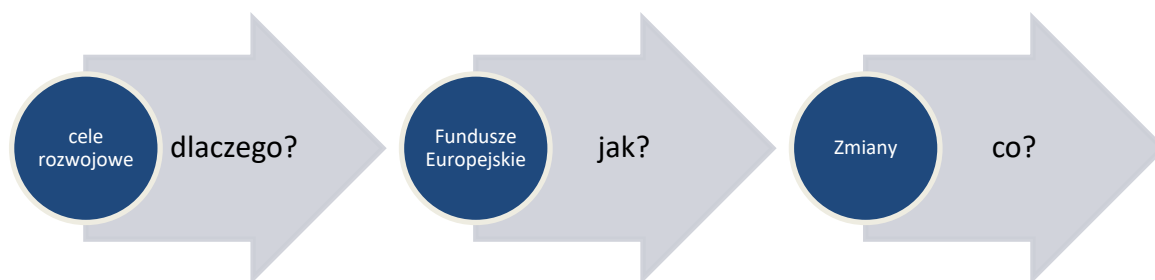 cele
rozwojowe
dlaczego?
Fundusze
Europejskie
jak?
Zmiany
co?